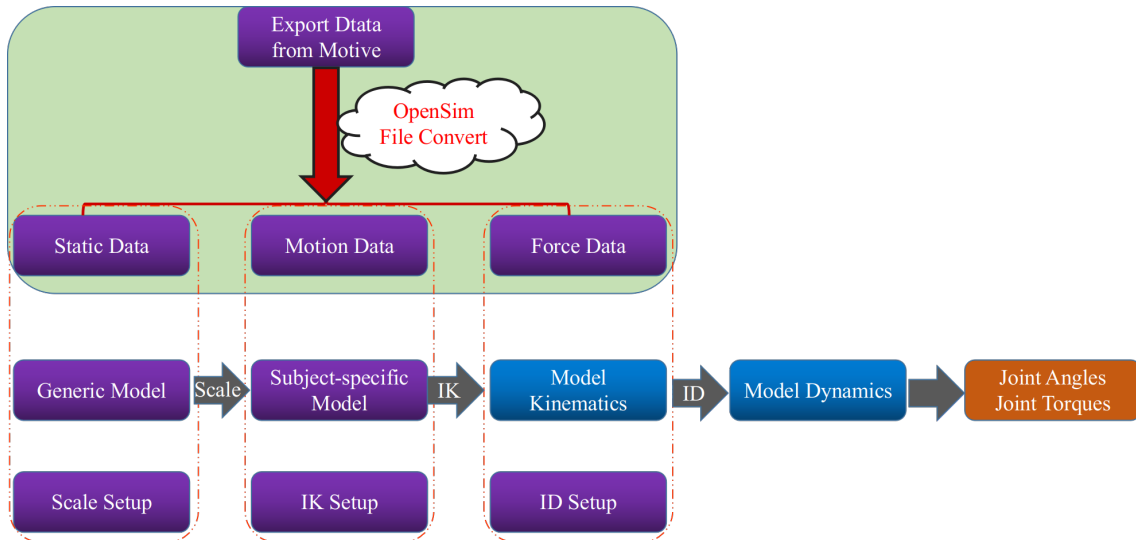 Export Dtata
from Motive
OpenSim
File Convert
Static Data
Motion Data
Force Data
Generic Model
Scale
Subject-specific
Model
IK
Model
Kinematics
ID
Model Dynamics
Joint Angles
Joint Torques
Scale Setup
IK Setup
ID Setup